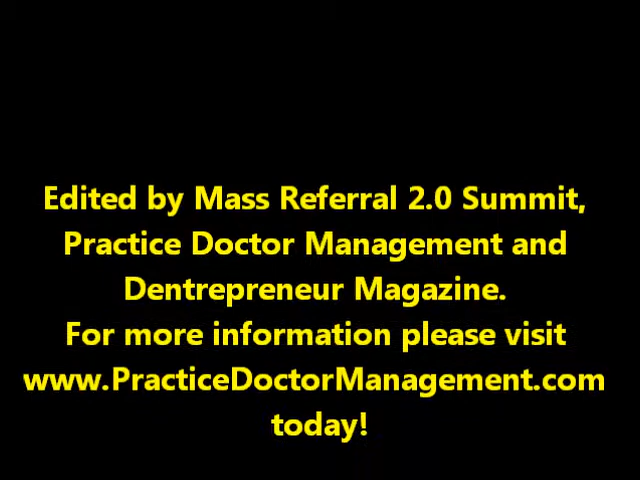 Edited by Mass Referral 2.0 Summit,
Practice Doctor Management and
Dentrepreneur Magazine.
For more information please visit
www.PracticeDoctorManagement.com
today!